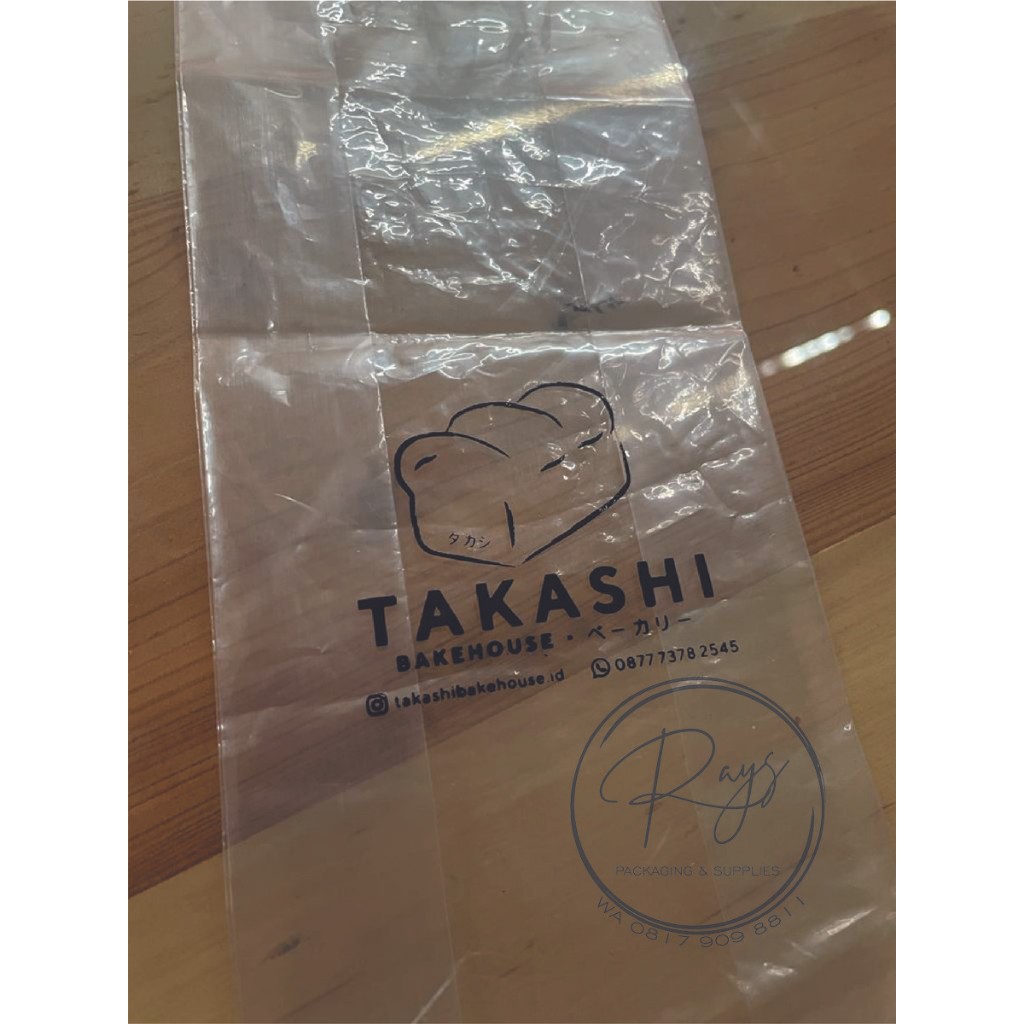 タカシ
TAKASHI
BAKEHOUSE • ベーカリー
takashibakehouse.id 0877 7378 2545
Rays
PACKAGING & SUPPLIES
WA 0817 909 8811